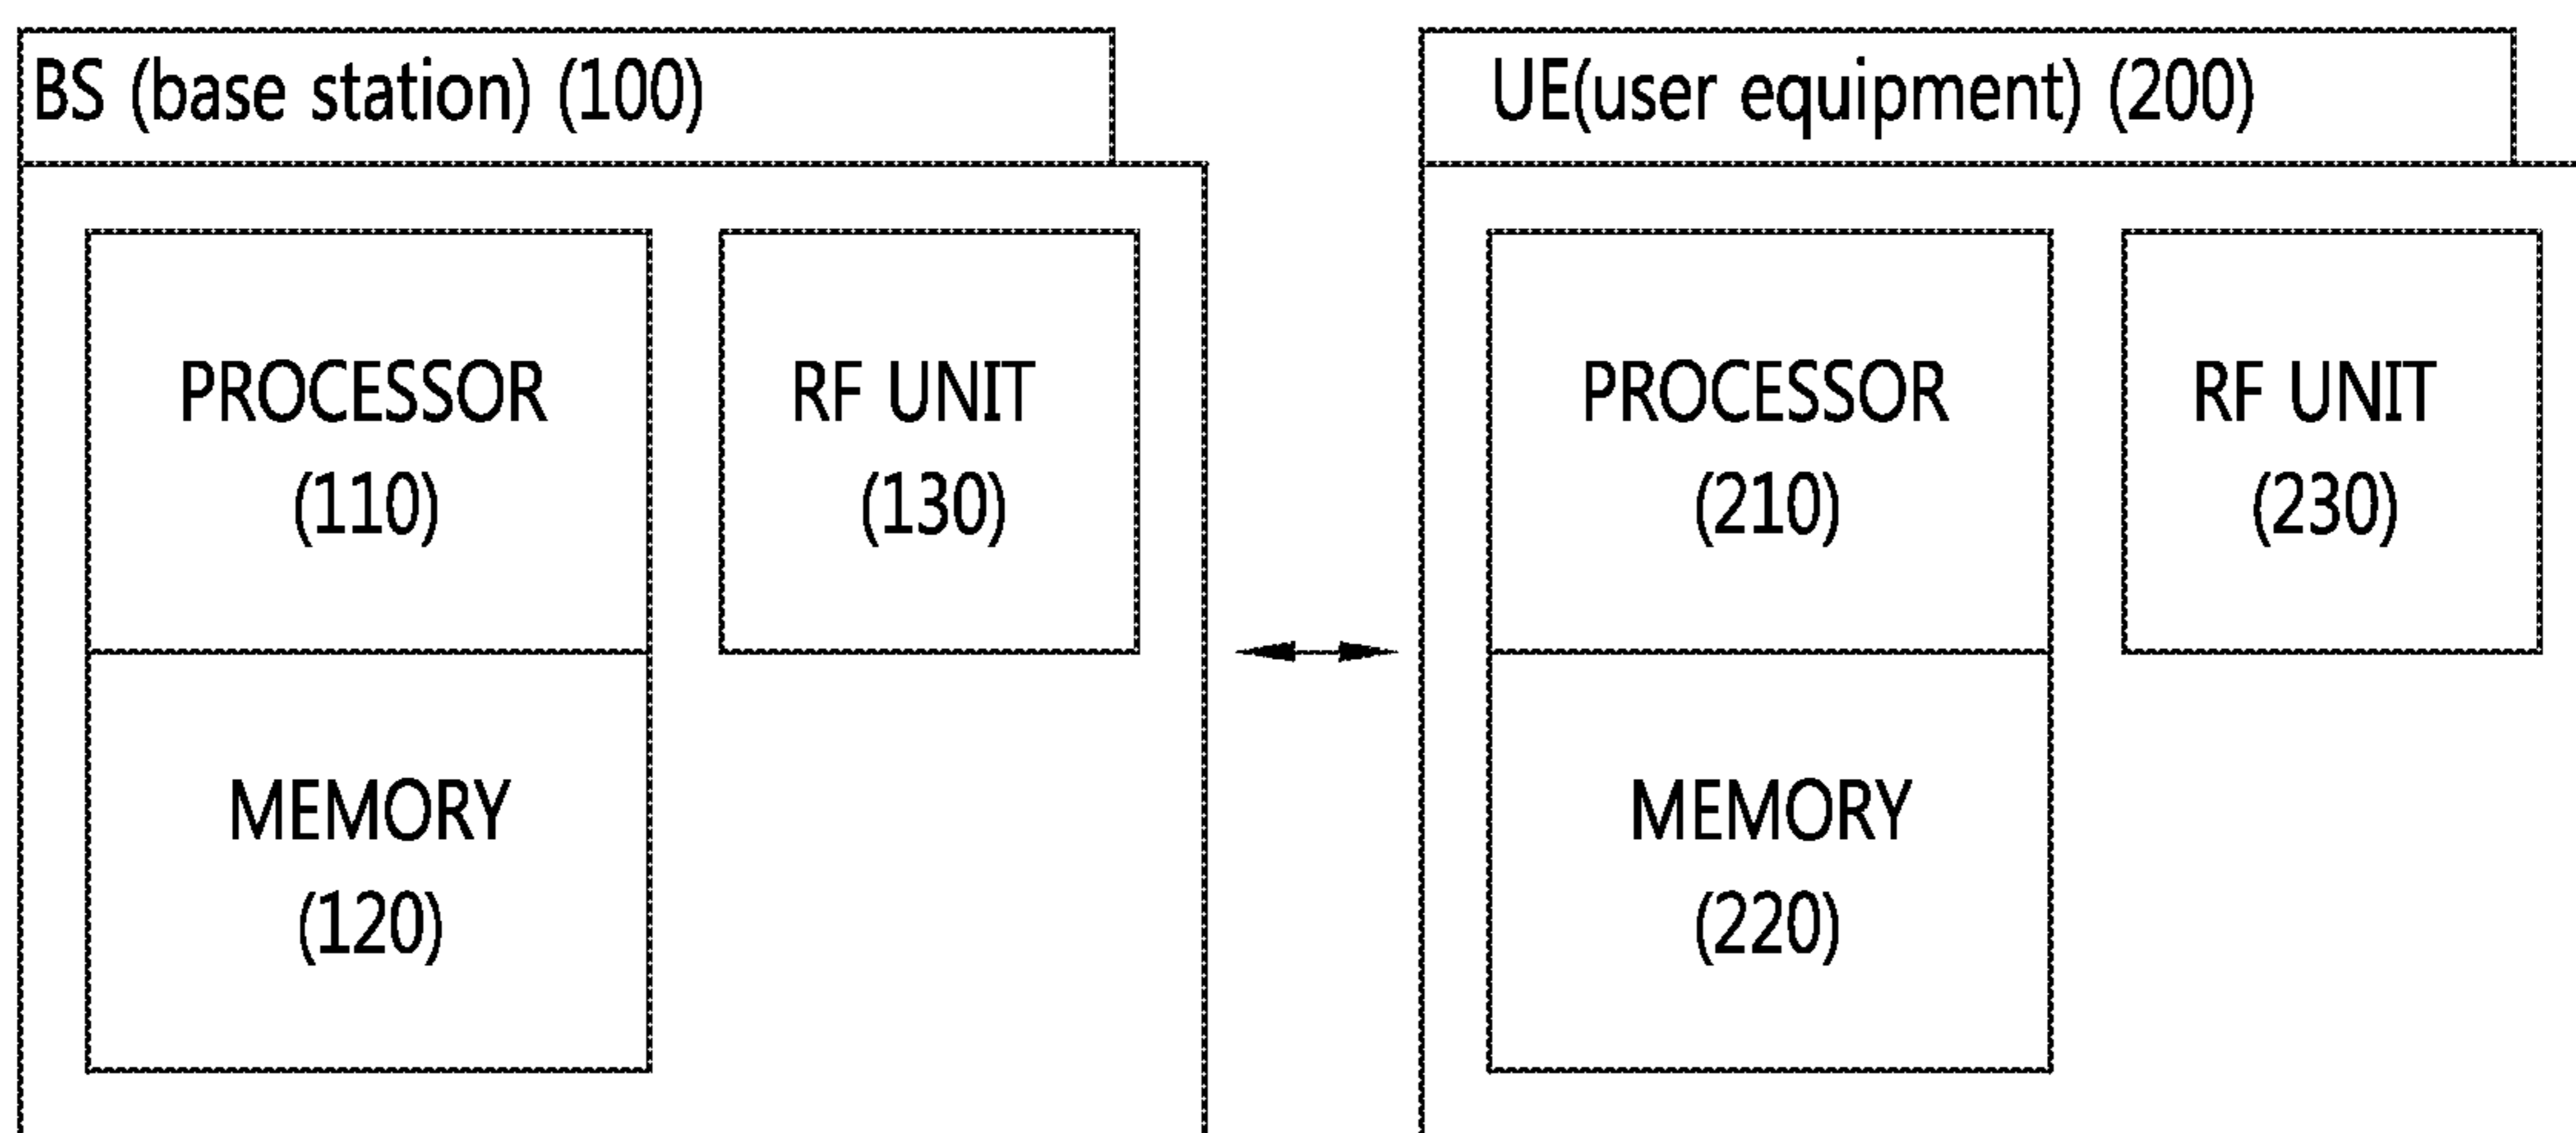 BS (base station) (100)
PROCESSOR
(110)
RF UNIT
(130)
MEMORY
(120)
UE(user equipment) (200)
PROCESSOR
(210)
RF UNIT
(230)
MEMORY
(220)